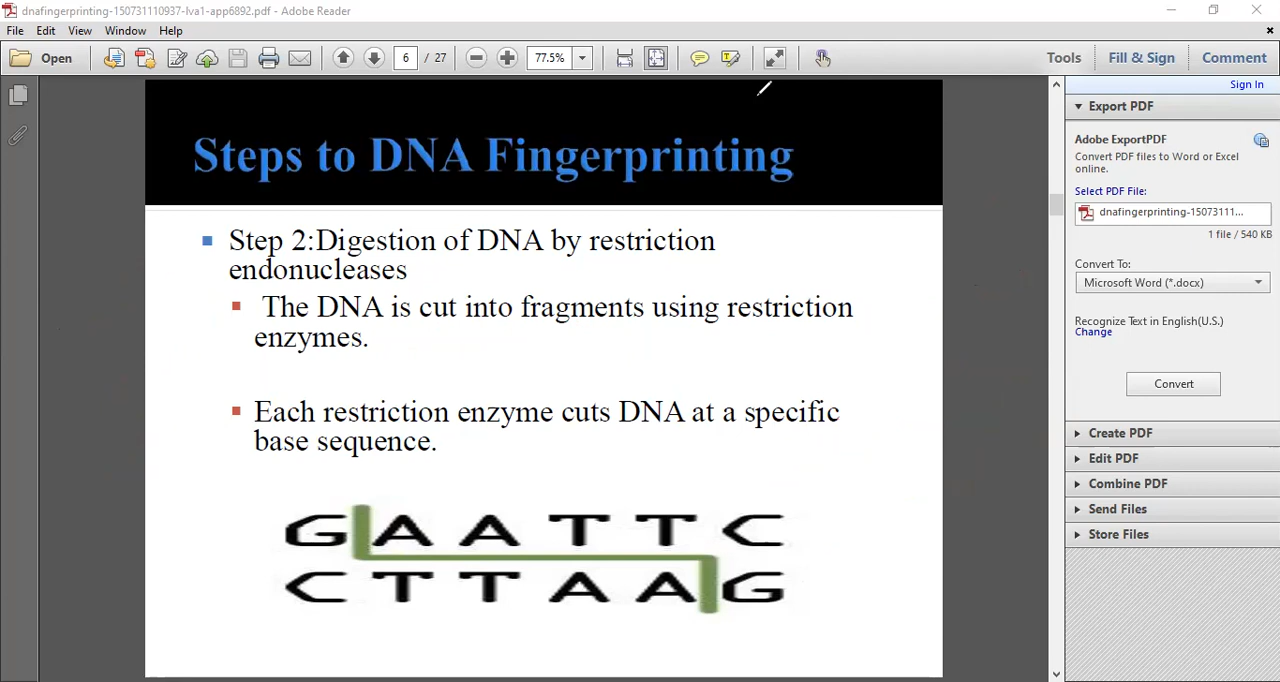 dnafingerprinting-150731110937-lva1-app6892.pdf - Adobe Reader
File Edit View Window Help
Open 6 / 27 77.5% Tools Fill & Sign Comment
Sign In
Export PDF
Adobe ExportPDF
Convert PDF files to Word or Excel
online.
Select PDF File:
dnafingerprinting-15073111...
1 file / 540 KB
Convert To:
Microsoft Word (*.docx)
Recognize Text in English(U.S.)
Change
Convert
Create PDF
Edit PDF
Combine PDF
Send Files
Store Files
Steps to DNA Fingerprinting
Step 2:Digestion of DNA by restriction
endonucleases
The DNA is cut into fragments using restriction
enzymes.
Each restriction enzyme cuts DNA at a specific
base sequence.
G A A T T C
C T T A A G